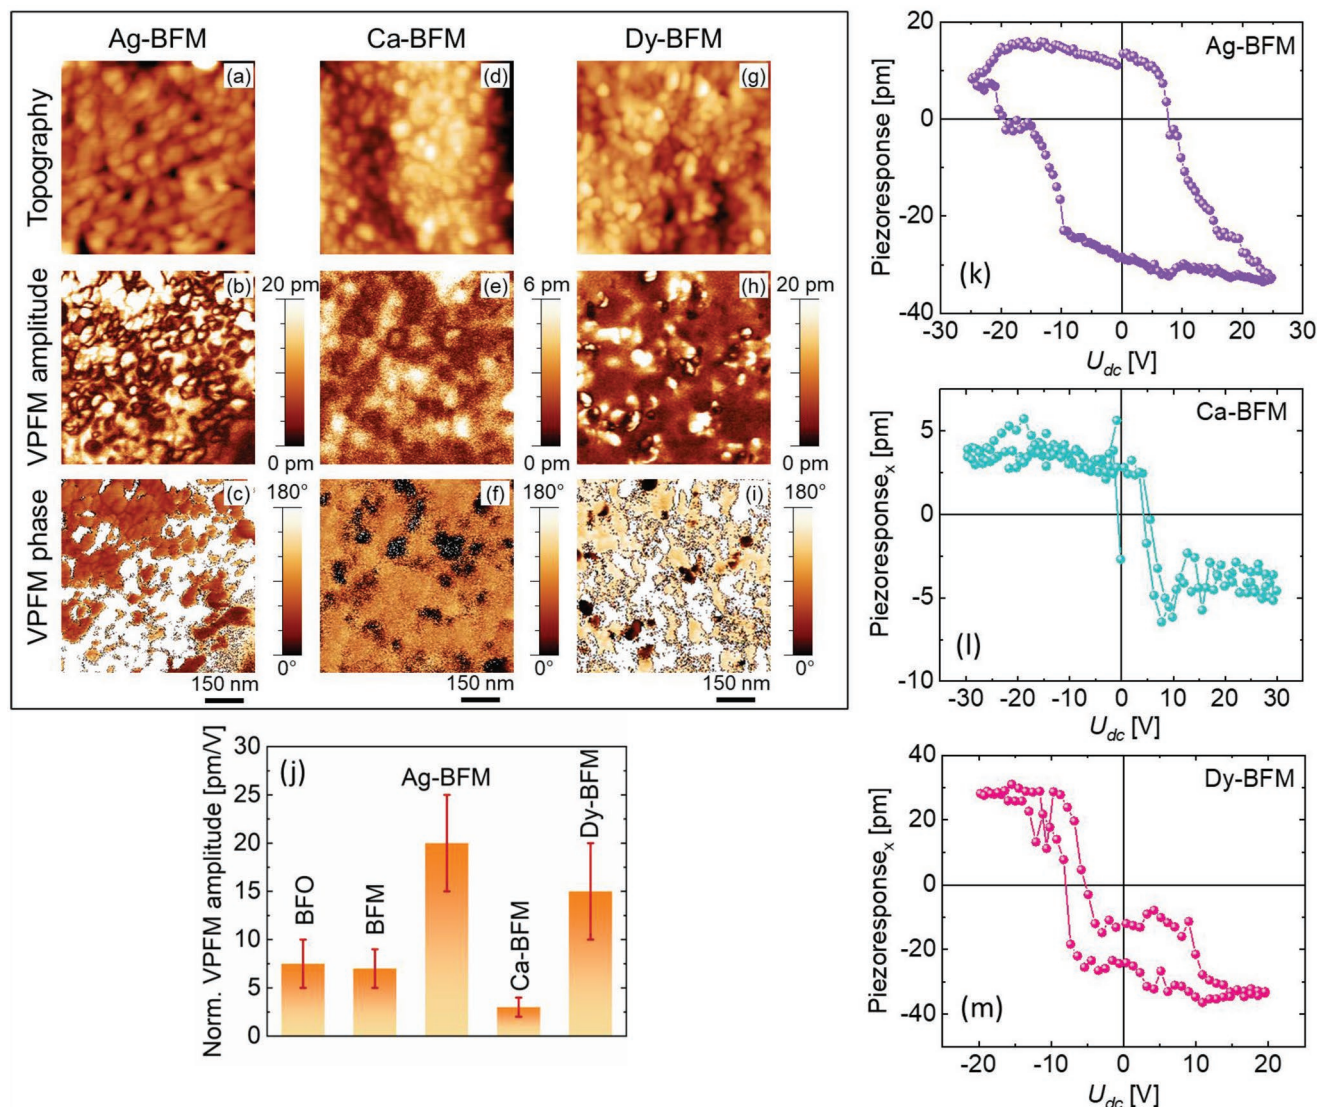 Ag-BFM Ca-BFM Dy-BFM
Topography
(a) (d) (g)
VPFM amplitude
(b) 20 pm (e) 6 pm (h) 20 pm
0 pm 0 pm 0 pm
VPFM phase
(c) 180° (f) 180° (i) 180°
0° 0° 0°
150 nm 150 nm 150 nm
(j)
Norm. VPFM amplitude [pm/V]
30
25
20
15
10
5
0
BFO BFM Ag-BFM Ca-BFM Dy-BFM
Ag-BFM
Piezoresponse [pm]
20
0
-20
-40
(k)
-30 -20 -10 0 10 20 30
U_dc [V]
Ca-BFM
Piezoresponse_x [pm]
5
0
-5
-10
(l)
-30 -20 -10 0 10 20 30
U_dc [V]
Dy-BFM
Piezoresponse_x [pm]
40
20
0
-20
-40
(m)
-20 -10 0 10 20
U_dc [V]